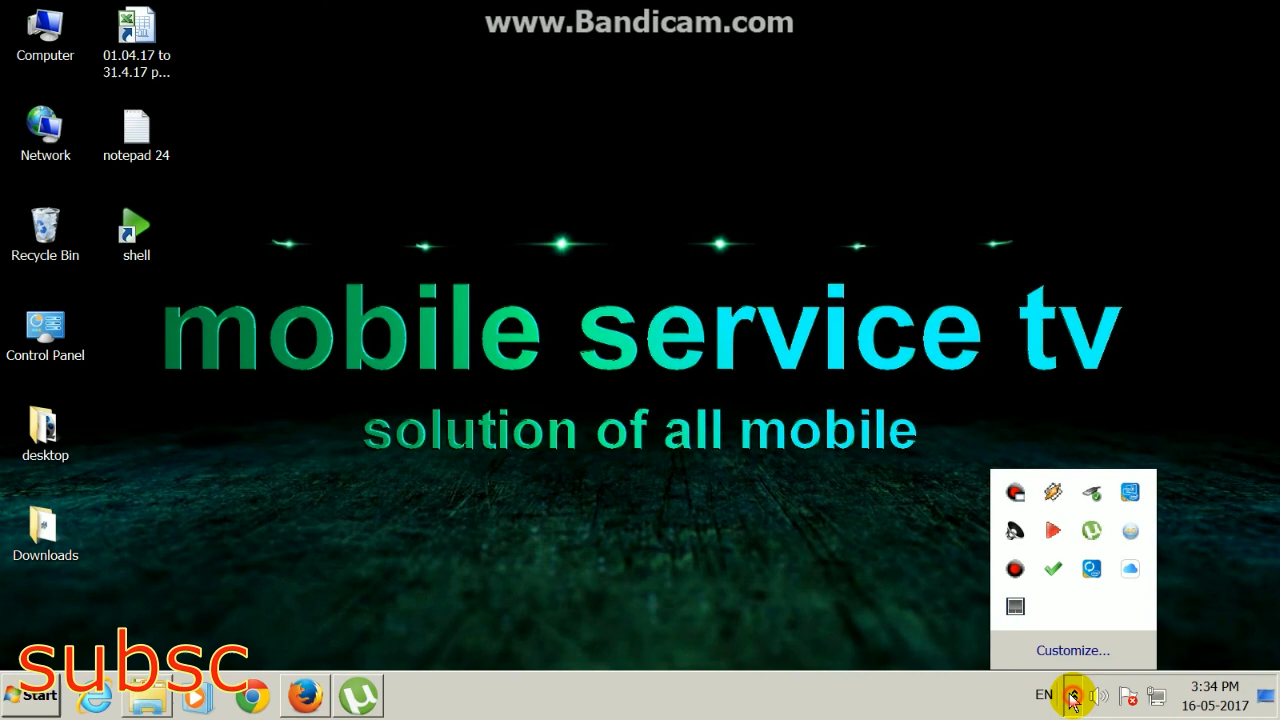 www.Bandicam.com
Computer
01.04.17 to
31.4.17 p...
Network
notepad 24
Recycle Bin
shell
Control Panel
desktop
Downloads
mobile service tv
solution of all mobile
Customize...
subsc
Start
EN
3:34 PM
16-05-2017